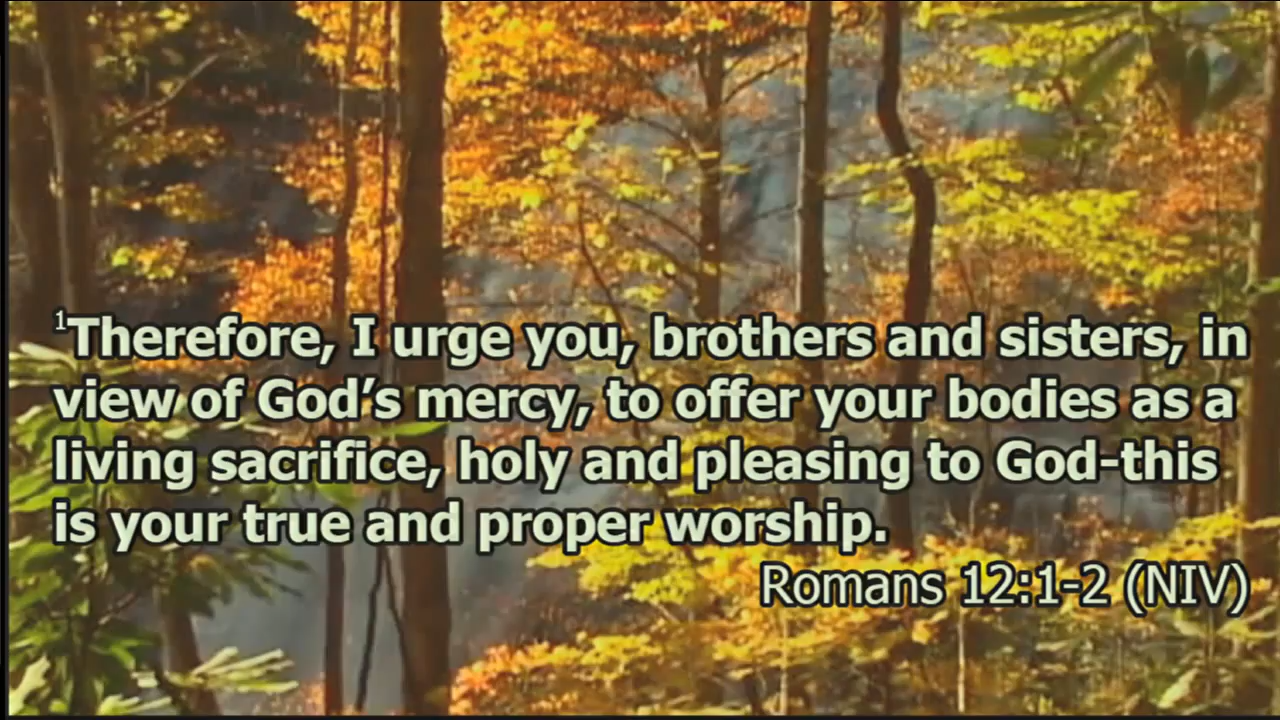 ¹Therefore, I urge you, brothers and sisters, in
view of God’s mercy, to offer your bodies as a
living sacrifice, holy and pleasing to God-this
is your true and proper worship.
Romans 12:1-2 (NIV)